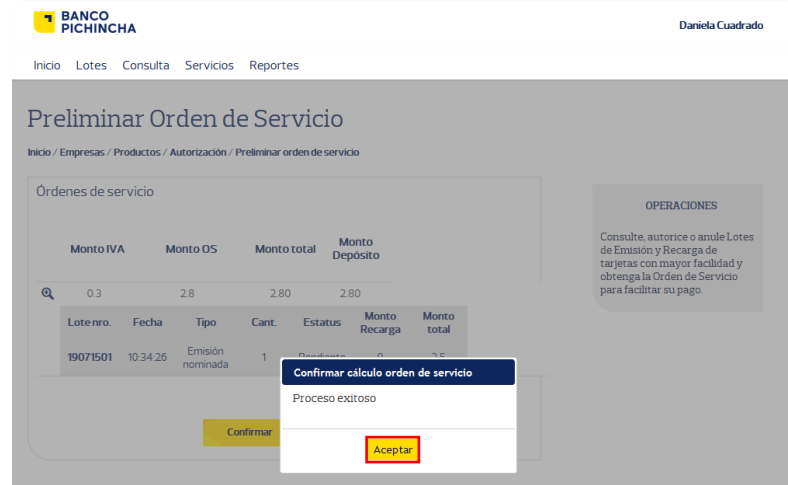 BANCO
PICHINCHA
Daniela Cuadrado
Inicio Lotes Consulta Servicios Reportes
Preliminar Orden de Servicio
Inicio / Empresas / Productos / Autorización / Preliminar orden de servicio
Órdenes de servicio
Monto IVA Monto OS Monto total Monto Depósito
0.3 2.8 2.80 2.80
Lote nro. Fecha Tipo Cant. Estatus Monto Recarga Monto total
19071501 10:34:26 Emisión nominada 1 Pendiente 0 2.5
Confirmar
Confirmar cálculo orden de servicio
Proceso exitoso
Aceptar
OPERACIONES
Consulte, autorice o anule Lotes
de Emisión y Recarga de
tarjetas con mayor facilidad y
obtenga la Orden de Servicio
para facilitar su pago.